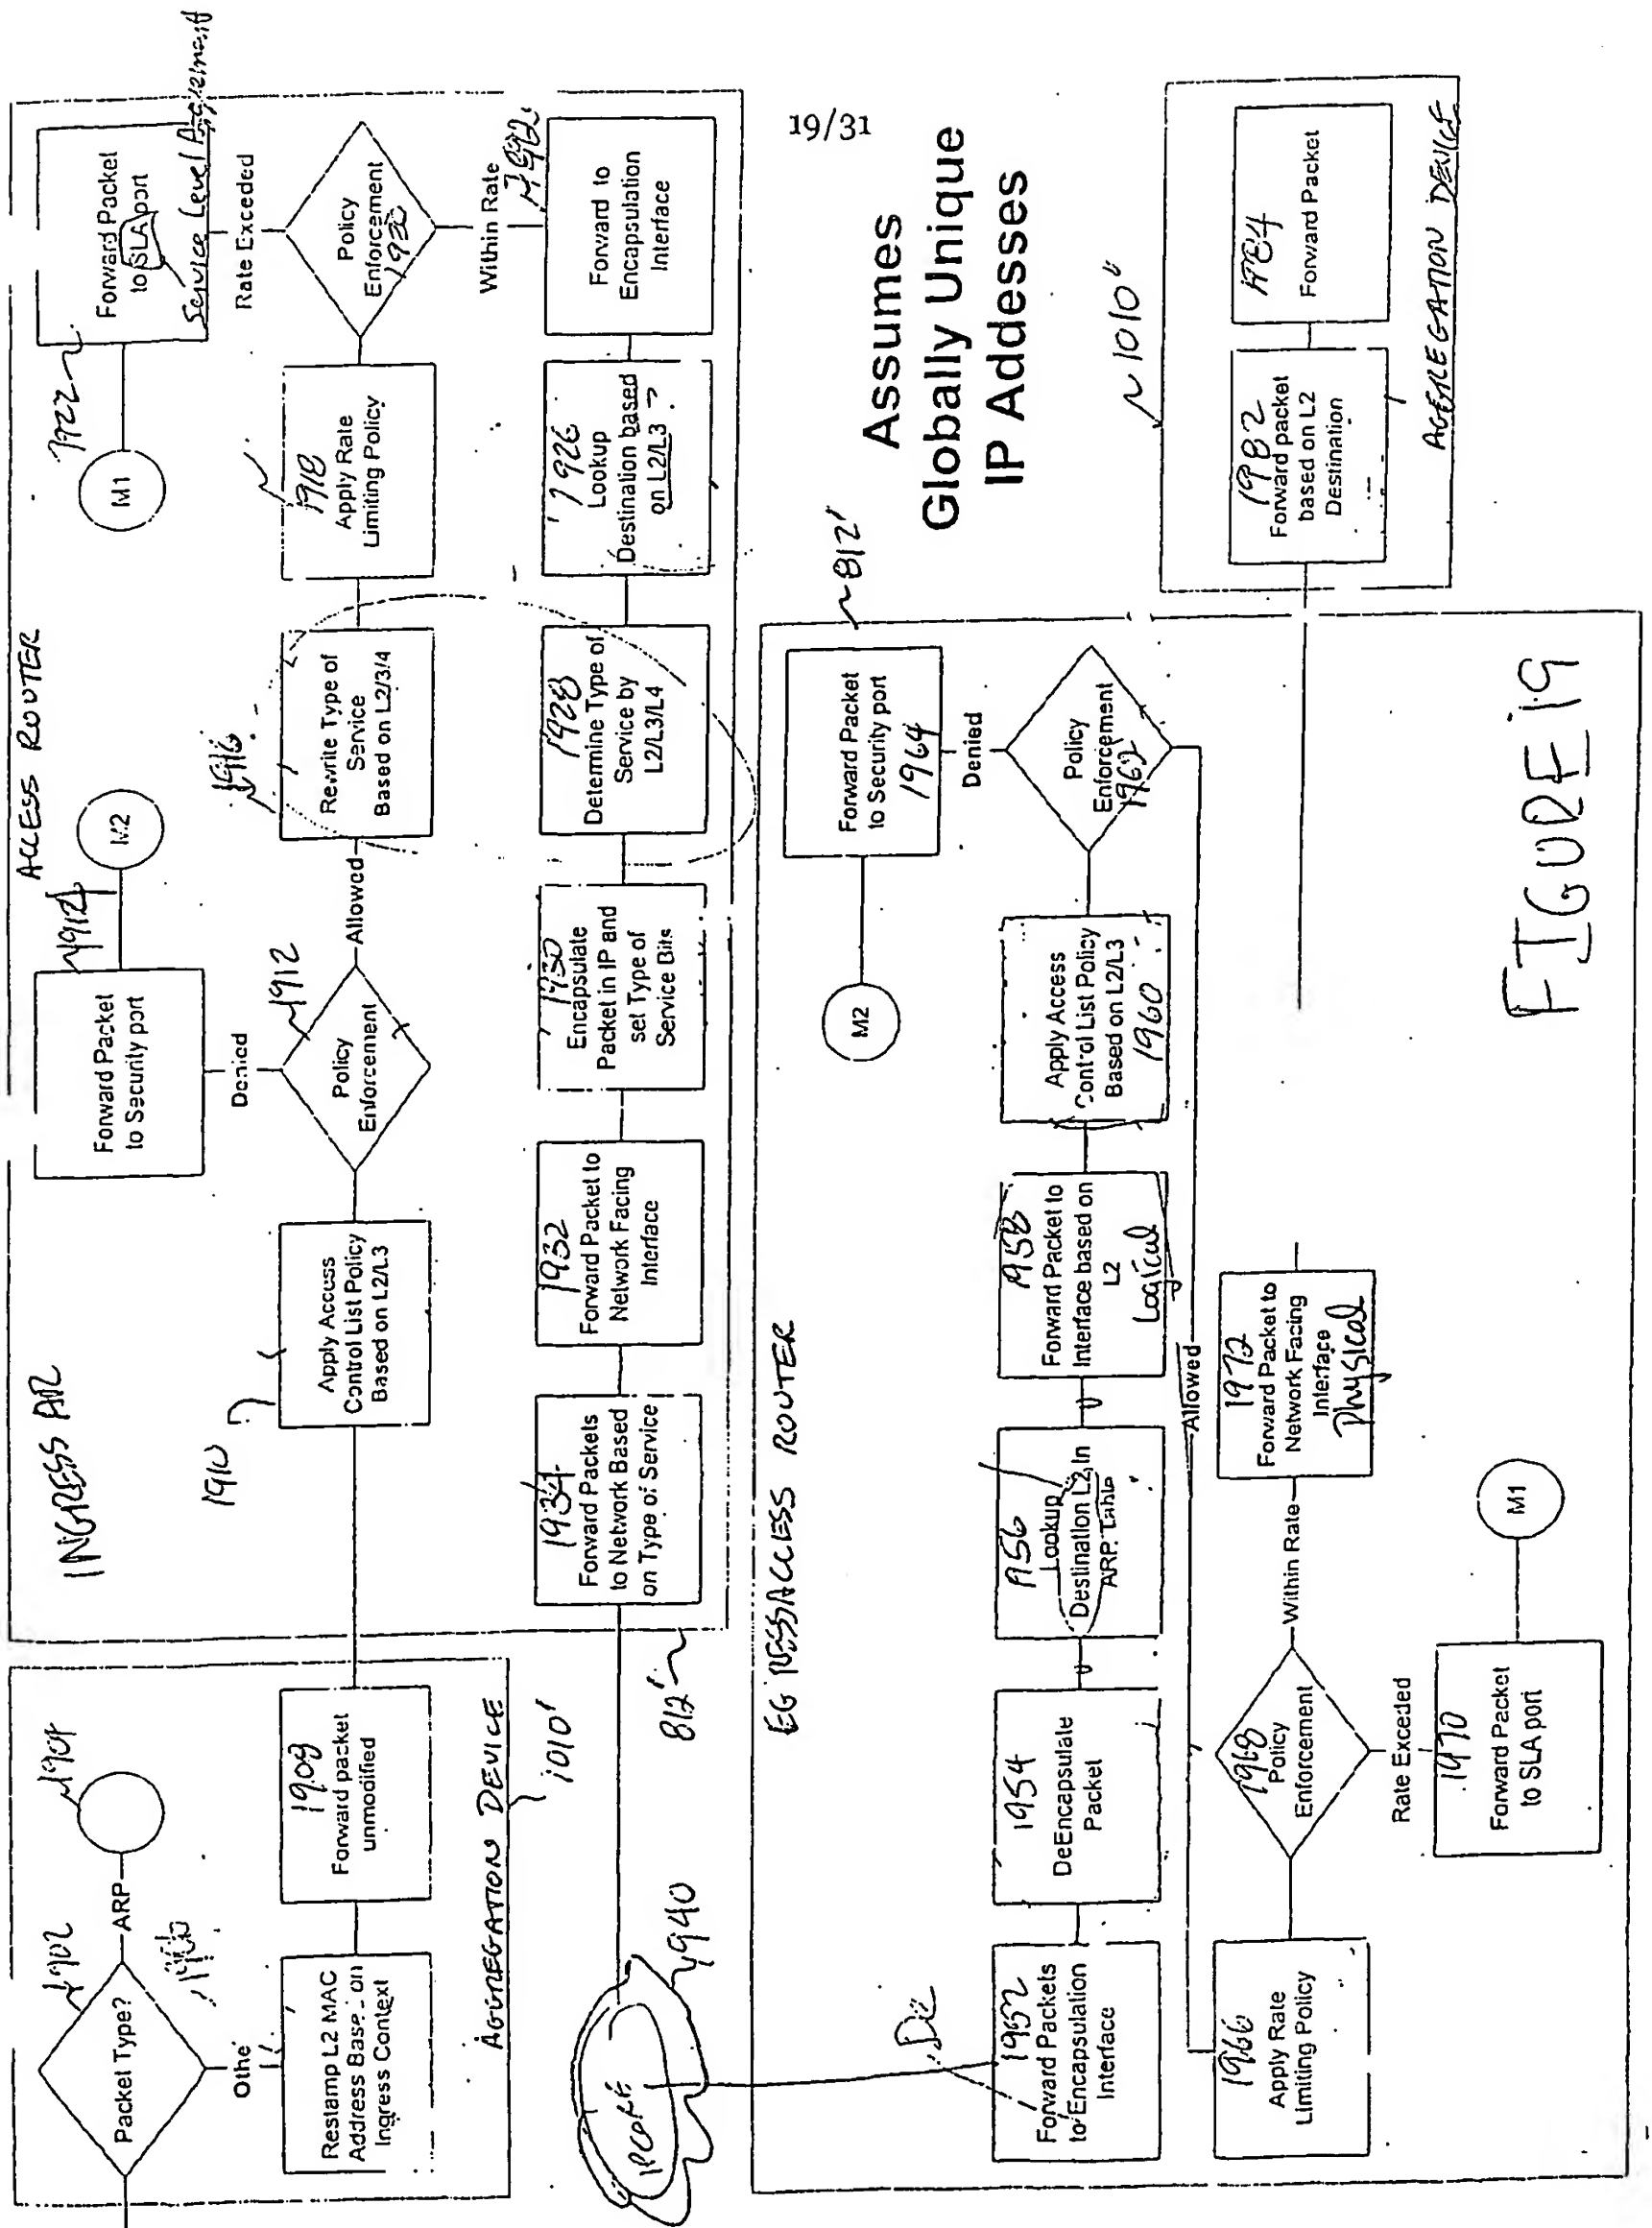 19/31
INGRESS AR
ACCESS ROUTER
1902
Packet Type?
ARP
Restamp L2 MAC
Address Base on
Ingress Context
1908
Forward packet
unmodified
AGGREGATION DEVICE
1010'
1910
Apply Access
Control List Policy
Based on L2/L3
1912
Policy
Enforcement
Denied
Forward Packet
to Security port
M2
Allowed
1916
Rewrite Type of
Service
Based on L2/3/4
1918
Apply Rate
Limiting Policy
Policy
Enforcement
Rate Exceeded
Forward Packet
to SLA port
Service Level
1922
M1
Within Rate
Forward to
Encapsulation
Interface
1926
Lookup
Destination based
on L2/L3
1928
Determine Type of
Service by
L2/L3/L4
1930
Encapsulate
Packet in IP and
set Type of
Service Bits
1932
Forward Packet to
Network Facing
Interface
1934
Forward Packets
to Network Based
on Type of Service
812'
1940
Assumes
Globally Unique
IP Addesses
EGRESS ACCESS ROUTER
812'
De
1952
Forward Packets
to Encapsulation
Interface
1954
DeEncapsulate
Packet
1956
Lookup
Destination L2 In
ARP Table
1958
Forward Packet to
Interface based on
L2
Logical
Apply Access
Control List Policy
Based on L2/L3
1960
Policy
Enforcement
1962
Denied
Forward Packet
to Security port
1964
M2
Allowed
1966
Apply Rate
Limiting Policy
1968
Policy
Enforcement
Rate Exceeded
1970
Forward Packet
to SLA port
M1
Within Rate
1972
Forward Packet to
Network Facing
Interface
Physical
1010"
1982
Forward packet
based on L2
Destination
Forward Packet
AGGREGATION DEVICE
FIGURE 19